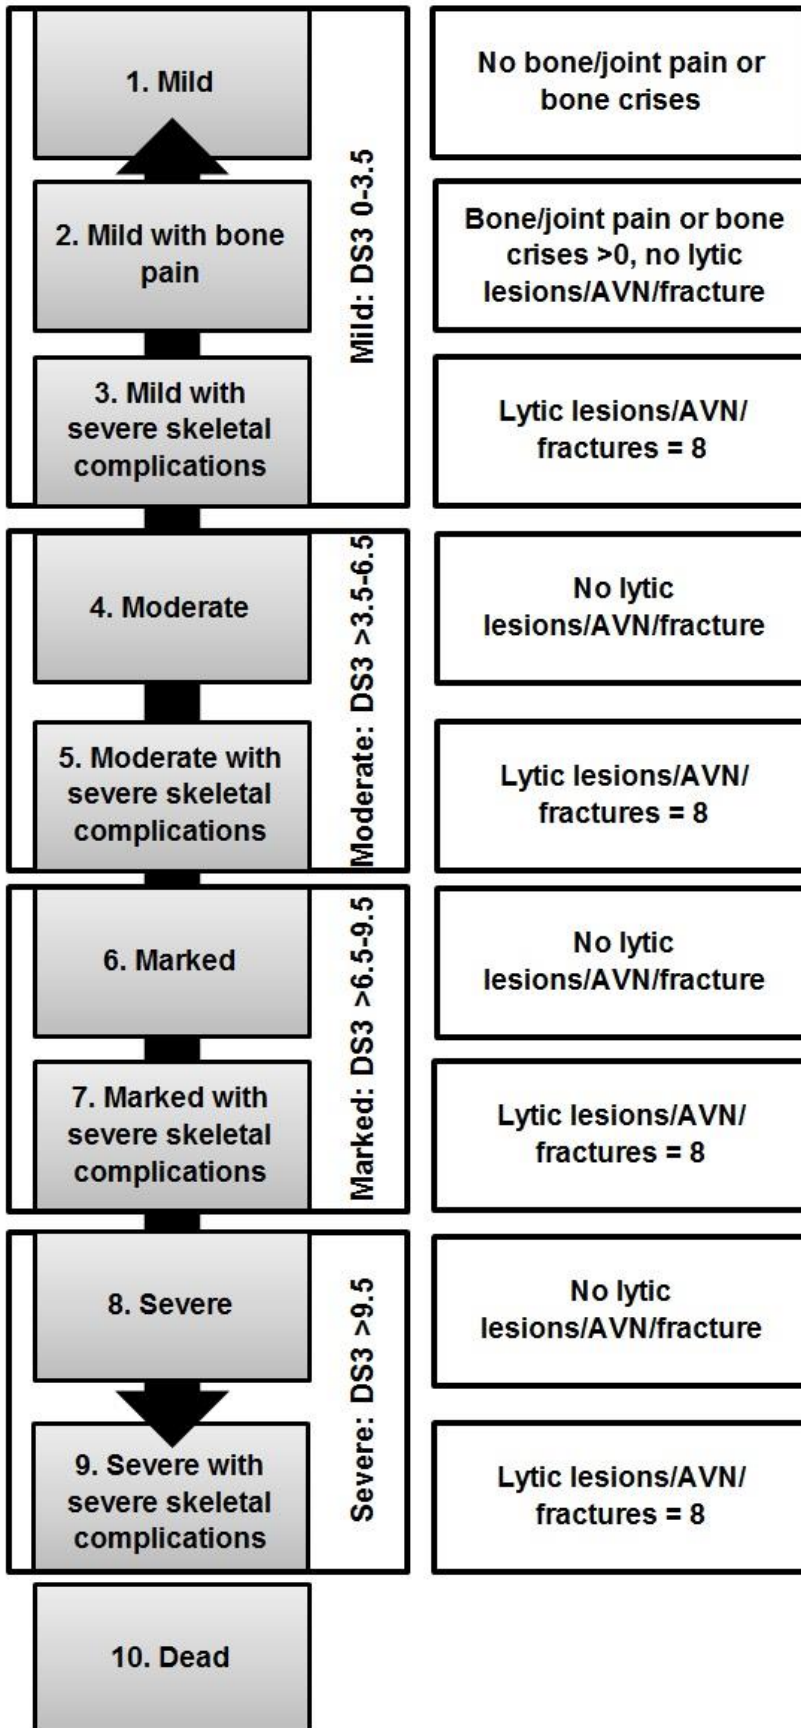 1. Mild
No bone/joint pain or
bone crises
2. Mild with bone
pain
Bone/joint pain or bone
crises >0, no lytic
lesions/AVN/fracture
3. Mild with
severe skeletal
complications
Lytic lesions/AVN/
fractures = 8
Mild: DS3 0-3.5
4. Moderate
No lytic
lesions/AVN/fracture
5. Moderate with
severe skeletal
complications
Lytic lesions/AVN/
fractures = 8
Moderate: DS3 >3.5-6.5
6. Marked
No lytic
lesions/AVN/fracture
7. Marked with
severe skeletal
complications
Lytic lesions/AVN/
fractures = 8
Marked: DS3 >6.5-9.5
8. Severe
No lytic
lesions/AVN/fracture
9. Severe with
severe skeletal
complications
Lytic lesions/AVN/
fractures = 8
Severe: DS3 >9.5
10. Dead